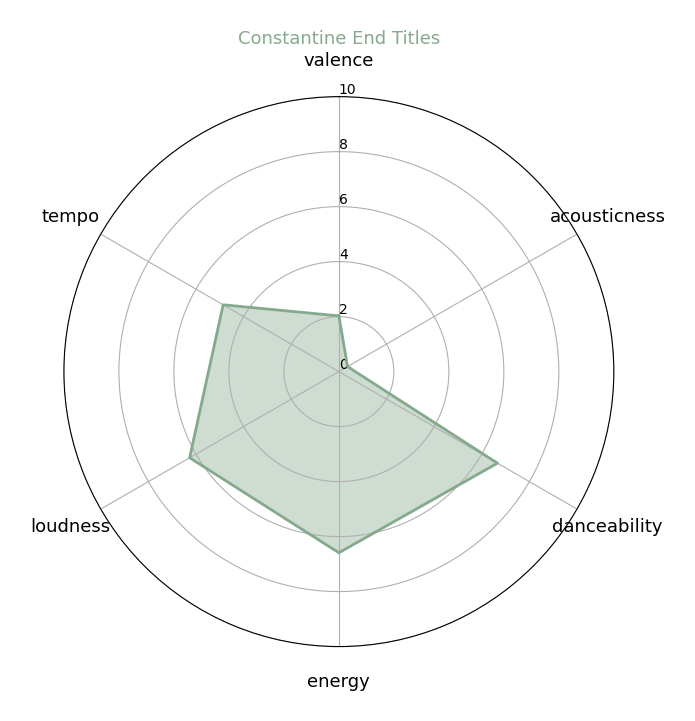 Constantine End Titles
valence
10
8
6
4
2
0
tempo
acousticness
loudness
danceability
energy